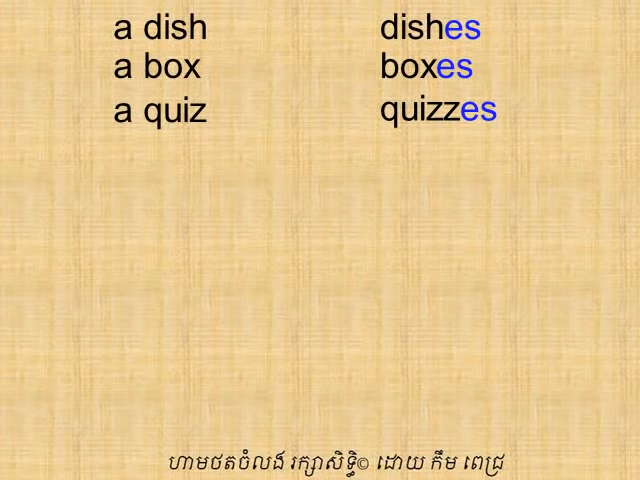 a dish dishes
a box boxes
a quiz quizzes
ហាមថតចំលង រក្សាសិទ្ធិ© ដោយ កឹម ពេជ្រ